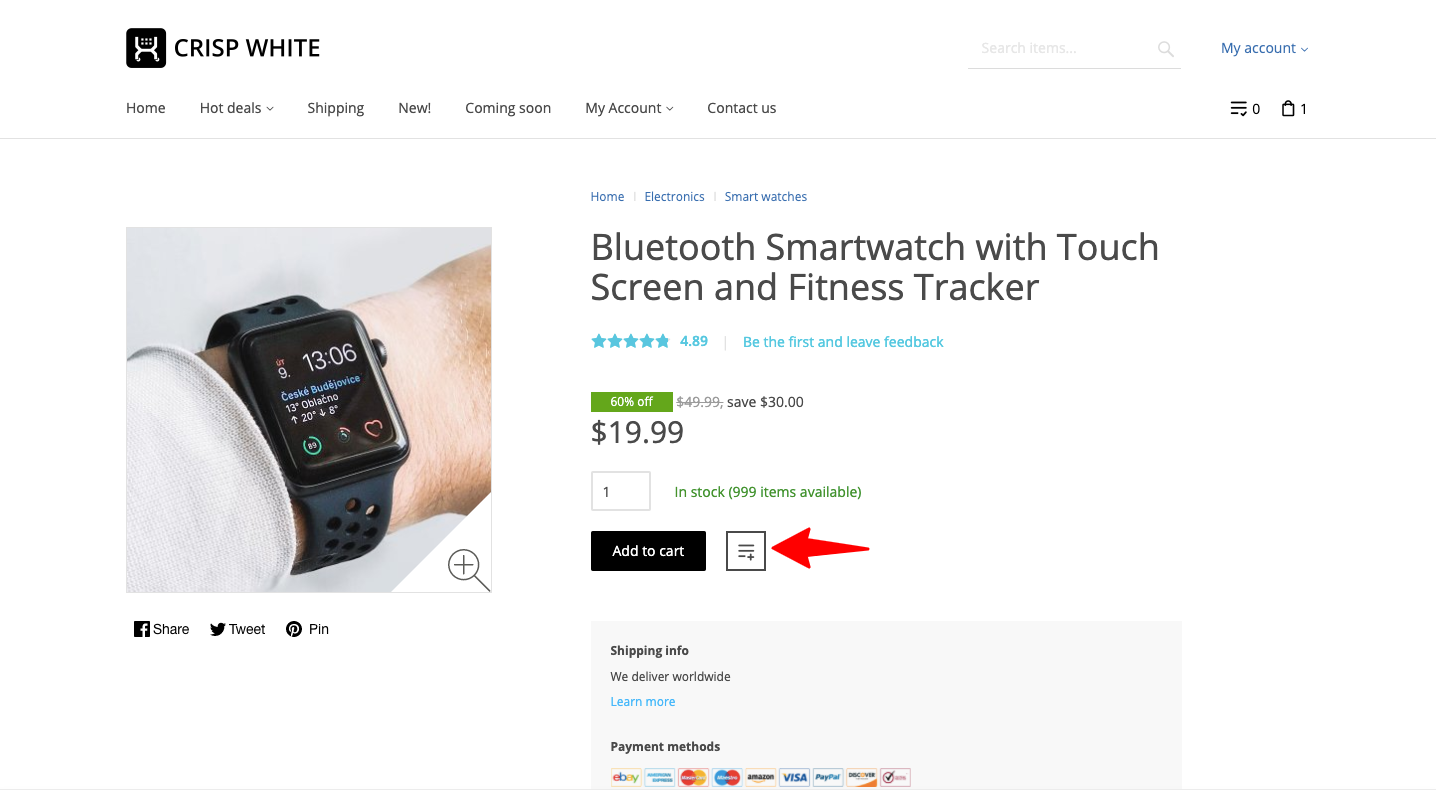 CRISP WHITE
Search items...
My account
Home Hot deals Shipping New! Coming soon My Account Contact us
0 1
Home Electronics Smart watches
Bluetooth Smartwatch with Touch
Screen and Fitness Tracker
4.89 Be the first and leave feedback
60% off $49.99, save $30.00
$19.99
1 In stock (999 items available)
Add to cart
ÚT
9. 13:06
České Budějovice
13° Oblačno
↑ 20° ↓ 8°
89
Share Tweet Pin
Shipping info
We deliver worldwide
Learn more
Payment methods
ebay AMERICAN EXPRESS MasterCard Maestro amazon VISA PayPal DISCOVER